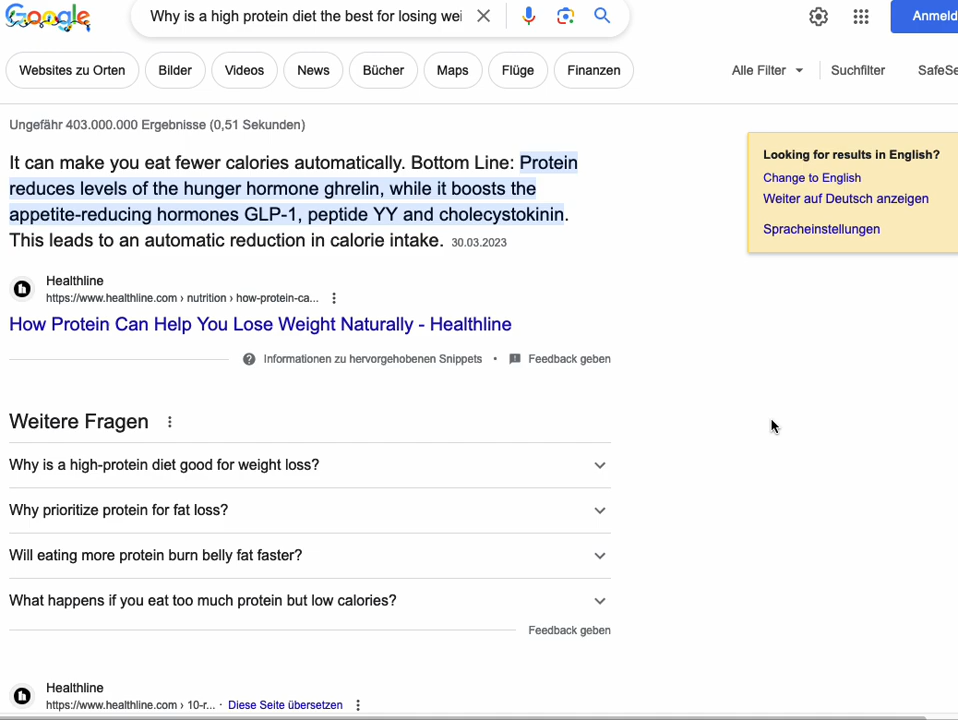 Google
Why is a high protein diet the best for losing wei
Anmeld
Websites zu Orten
Bilder
Videos
News
Bücher
Maps
Flüge
Finanzen
Alle Filter
Suchfilter
SafeSe
Ungefähr 403.000.000 Ergebnisse (0,51 Sekunden)
It can make you eat fewer calories automatically. Bottom Line: Protein
reduces levels of the hunger hormone ghrelin, while it boosts the
appetite-reducing hormones GLP-1, peptide YY and cholecystokinin.
This leads to an automatic reduction in calorie intake. 30.03.2023
Looking for results in English?
Change to English
Weiter auf Deutsch anzeigen
Spracheinstellungen
Healthline
https://www.healthline.com › nutrition › how-protein-ca...
How Protein Can Help You Lose Weight Naturally - Healthline
Informationen zu hervorgehobenen Snippets • Feedback geben
Weitere Fragen
Why is a high-protein diet good for weight loss?
Why prioritize protein for fat loss?
Will eating more protein burn belly fat faster?
What happens if you eat too much protein but low calories?
Feedback geben
Healthline
https://www.healthline.com › 10-r... · Diese Seite übersetzen